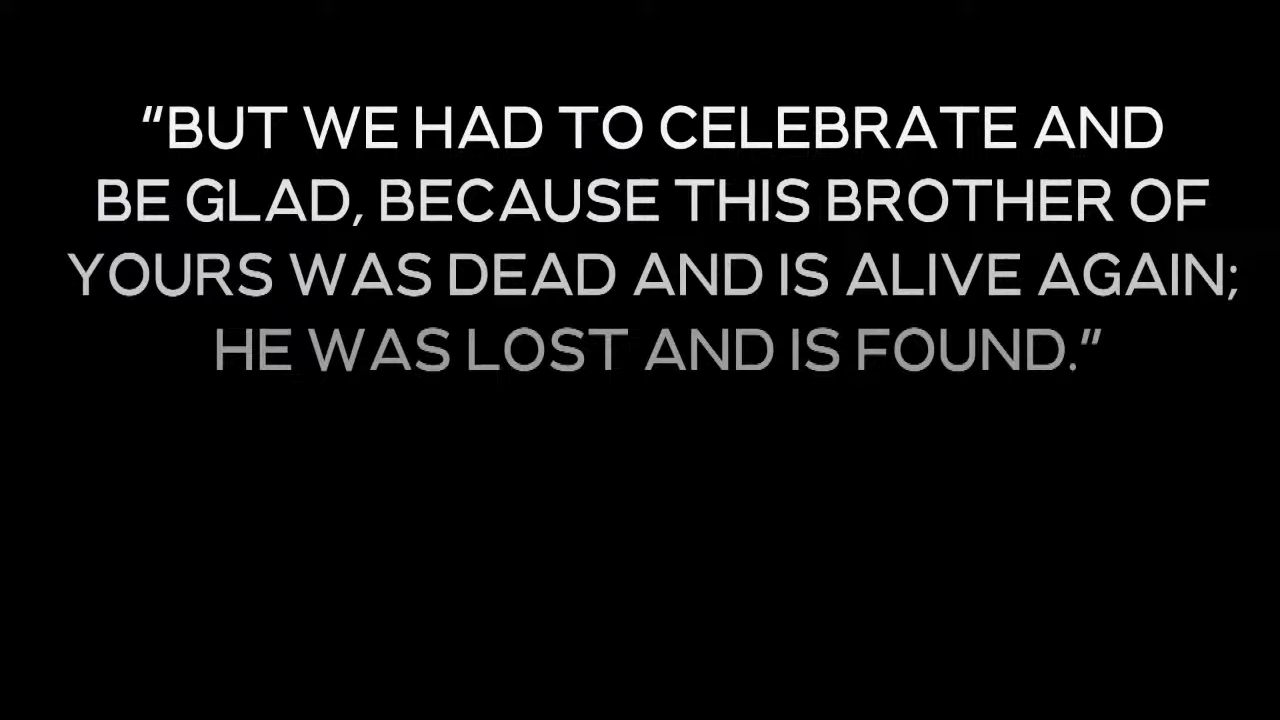 "BUT WE HAD TO CELEBRATE AND
BE GLAD, BECAUSE THIS BROTHER OF
YOURS WAS DEAD AND IS ALIVE AGAIN;
HE WAS LOST AND IS FOUND."